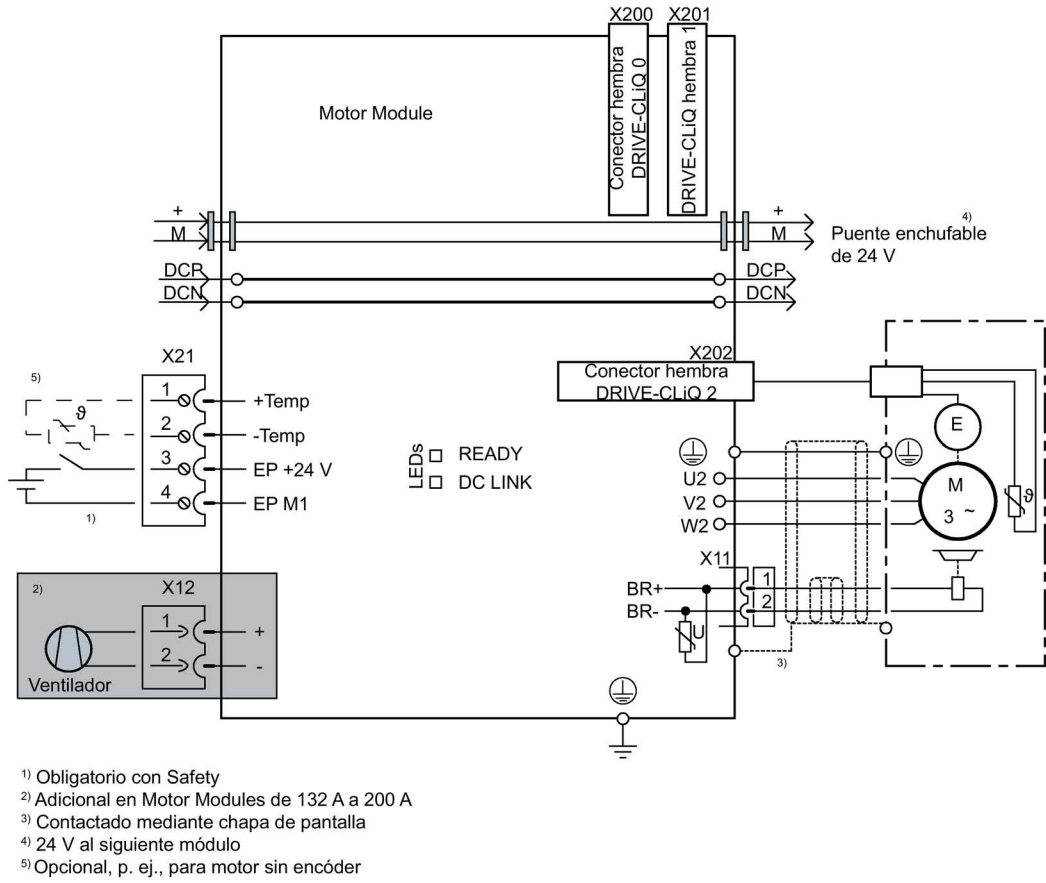 X200 X201
Conector hembra
DRIVE-CLiQ 0
DRIVE-CLiQ hembra 1
Motor Module
+
M
+
M
4)
Puente enchufable
de 24 V
DCP
DCN
DCP
DCN
X21
5)
ϑ
1
2
3
4
+Temp
-Temp
EP +24 V
EP M1
1)
LEDs
READY
DC LINK
X202
Conector hembra
DRIVE-CLiQ 2
E
M
3 ~
ϑ
U2
V2
W2
X11
1
2
BR+
BR-
U
3)
2)
X12
1
2
+
-
Ventilador
1) Obligatorio con Safety
2) Adicional en Motor Modules de 132 A a 200 A
3) Contactado mediante chapa de pantalla
4) 24 V al siguiente módulo
5) Opcional, p. ej., para motor sin encóder